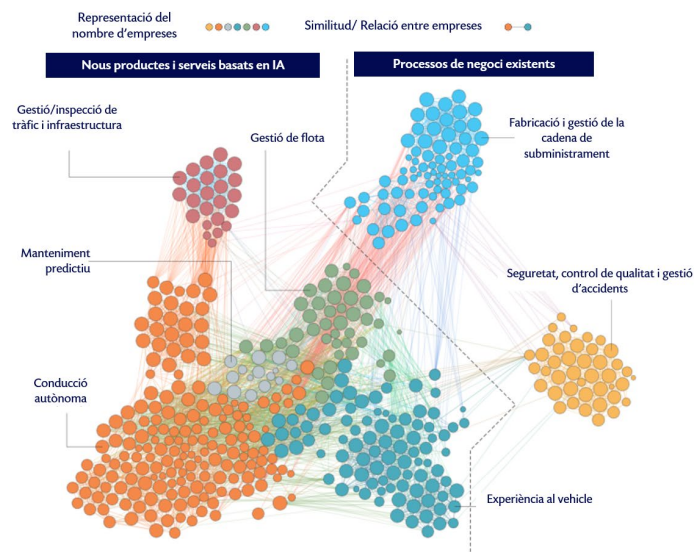 Representació del
nombre d'empreses
Similitud/ Relació entre empreses
Nous productes i serveis basats en IA
Processos de negoci existents
Gestió/inspecció de
tràfic i infraestructura
Gestió de flota
Fabricació i gestió de la
cadena de
subministrament
Manteniment
predictiu
Seguretat, control de qualitat i gestió
d'accidents
Conducció
autònoma
Experiència al vehicle